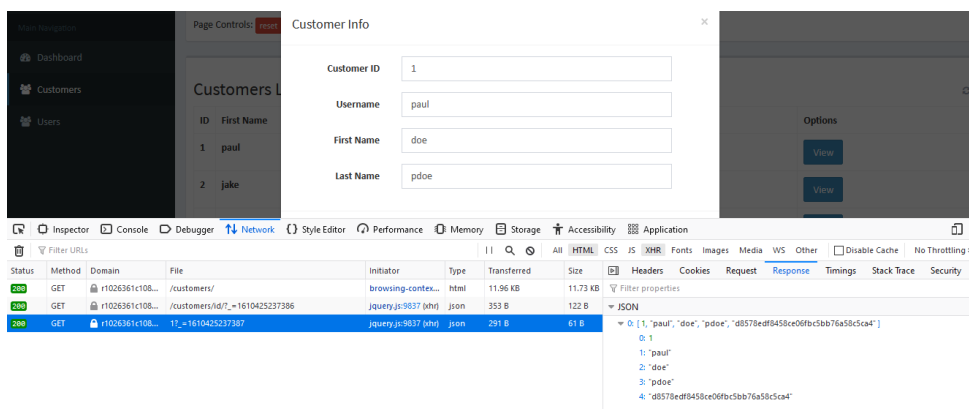 Main Navigation
Page Controls: reset
Customer Info
×
Dashboard
Customers
Users
Customers L
ID First Name Options
1 paul View
2 jake View
Customer ID 1
Username paul
First Name doe
Last Name pdoe
Inspector Console Debugger Network Style Editor Performance Memory Storage Accessibility Application
Filter URLs
All HTML CSS JS XHR Fonts Images Media WS Other Disable Cache No Throttling
Status Method Domain File Initiator Type Transferred Size Headers Cookies Request Response Timings Stack Trace Security
200 GET r1026361c108... /customers/ browsing-contex... html 11.96 KB 11.73 KB
Filter properties
200 GET r1026361c108... /customers/id/?_=1610425237386 jquery.js:9837 (xhr) json 353 B 122 B
JSON
200 GET r1026361c108... 1?_=1610425237387 jquery.js:9837 (xhr) json 291 B 61 B
0: [ 1, "paul", "doe", "pdoe", "d8578edf8458ce06fbc5bb76a58c5ca4" ]
0: 1
1: "paul"
2: "doe"
3: "pdoe"
4: "d8578edf8458ce06fbc5bb76a58c5ca4"